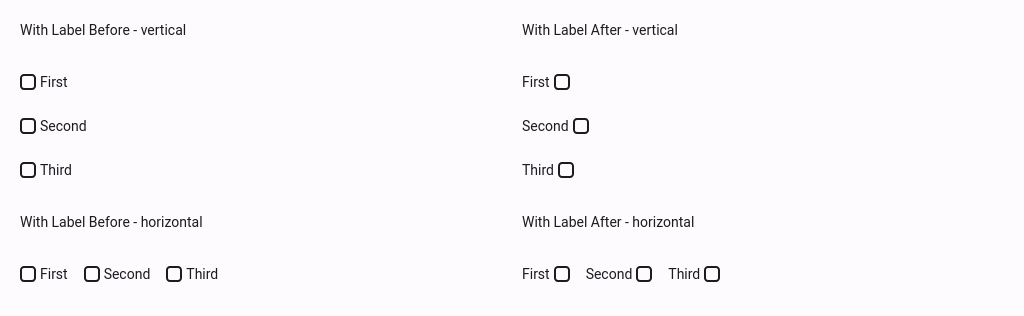 With Label Before - vertical
First
Second
Third
With Label Before - horizontal
First Second Third
With Label After - vertical
First
Second
Third
With Label After - horizontal
First Second Third